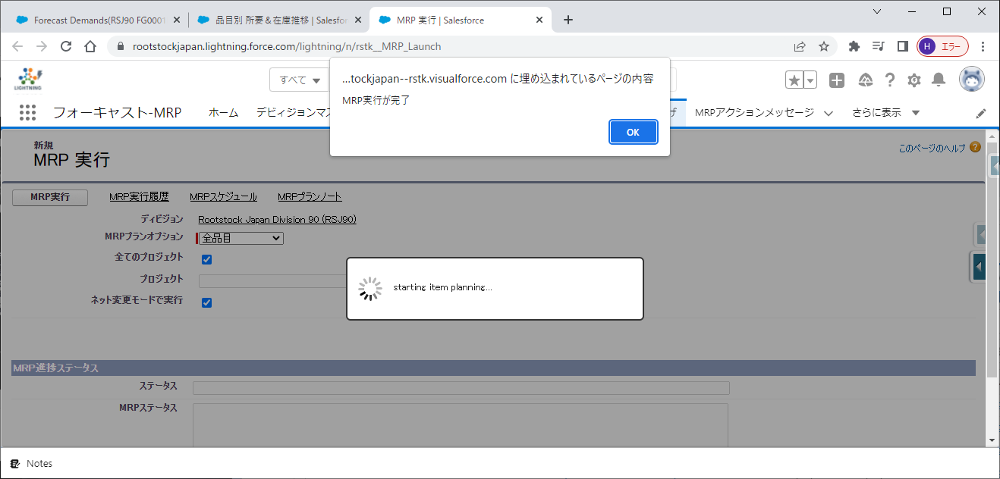 Forecast Demands(RSJ90 FG0001
品目別 所要＆在庫推移 | Salesfor
MRP 実行 | Salesforce
rootstockjapan.lightning.force.com/lightning/n/rstk__MRP_Launch
H エラー
LIGHTNING
すべて
...tockjapan--rstk.visualforce.com に埋め込まれているページの内容
MRP実行が完了
OK
フォーキャスト-MRP
ホーム
デビィジョンマス
ザ
MRPアクションメッセージ
さらに表示
新規
MRP 実行
このページのヘルプ
MRP実行
MRP実行履歴
MRPスケジュール
MRPプランノート
ディビジョン
Rootstock Japan Division 90 (RSJ90)
MRPプランオプション
全品目
全てのプロジェクト
プロジェクト
ネット変更モードで実行
starting item planning...
MRP進捗ステータス
ステータス
MRPステータス
Notes